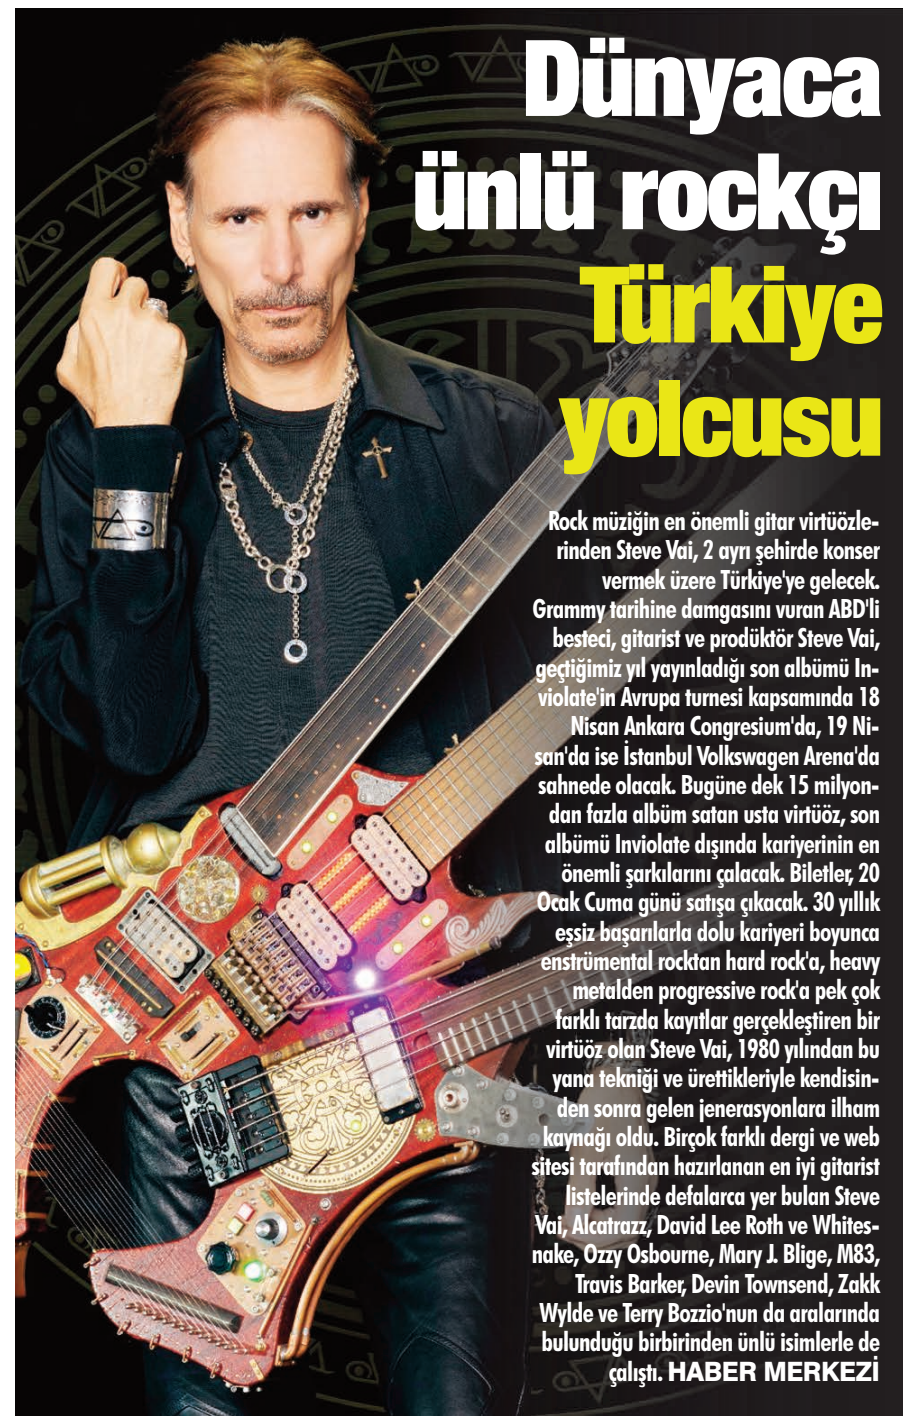 Dünyaca
ünlü rockçı
Türkiye
yolcusu
Rock müziğin en önemli gitar virtüözle-
rinden Steve Vai, 2 ayrı şehirde konser
vermek üzere Türkiye'ye gelecek.
Grammy tarihine damgasını vuran ABD'li
besteci, gitarist ve prodüktör Steve Vai,
geçtiğimiz yıl yayınladığı son albümü In-
violate'in Avrupa turnesi kapsamında 18
Nisan Ankara Congresium'da, 19 Ni-
san'da ise İstanbul Volkswagen Arena'da
sahnede olacak. Bugüne dek 15 milyon-
dan fazla albüm satan usta virtüöz, son
albümü Inviolate dışında kariyerinin en
önemli şarkılarını çalacak. Biletler, 20
Ocak Cuma günü satışa çıkacak. 30 yıllık
eşsiz başarılarla dolu kariyeri boyunca
enstrümental rocktan hard rock'a, heavy
metalden progressive rock'a pek çok
farklı tarzda kayıtlar gerçekleştiren bir
virtüöz olan Steve Vai, 1980 yılından bu
yana tekniği ve ürettikleriyle kendisin-
den sonra gelen jenerasyonlara ilham
kaynağı oldu. Birçok farklı dergi ve web
sitesi tarafından hazırlanan en iyi gitarist
listelerinde defalarca yer bulan Steve
Vai, Alcatrazz, David Lee Roth ve Whites-
nake, Ozzy Osbourne, Mary J. Blige, M83,
Travis Barker, Devin Townsend, Zakk
Wylde ve Terry Bozzio'nun da aralarında
bulunduğu birbirinden ünlü isimlerle de
çalıştı. HABER MERKEZİ